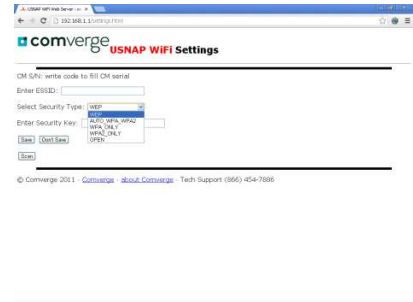 USNAP WiFi Web Server
192.168.1.1/settings.html
comverge USNAP WiFi Settings
CM S/N: write code to fill CM serial
Enter ESSID:
Select Security Type: WEP
WEP
AUTO_WPA_WPA2
WPA_ONLY
WPA2_ONLY
OPEN
Enter Security Key:
Save Don't Save
Scan
© Comverge 2011 - Comverge - about Comverge - Tech Support (866) 454-7886